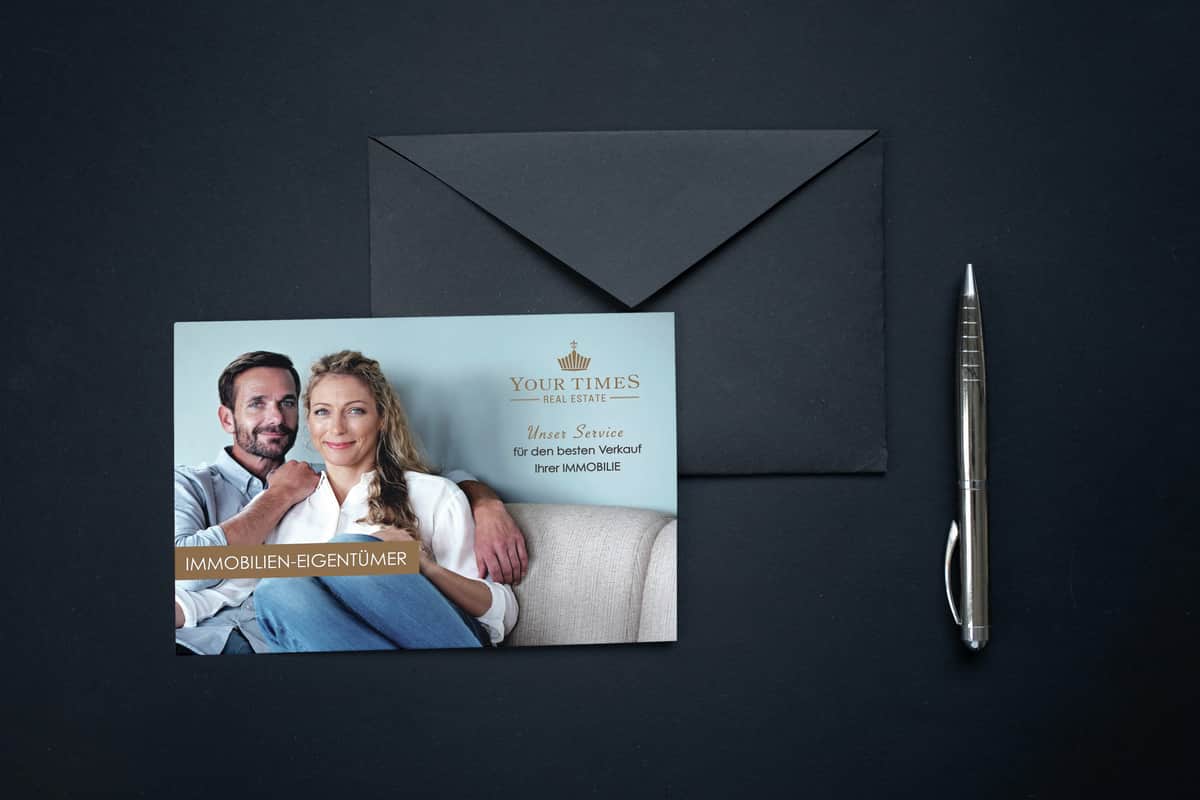 YOUR TIMES
REAL ESTATE
Unser Service
für den besten Verkauf
Ihrer IMMOBILIE
IMMOBILIEN-EIGENTÜMER